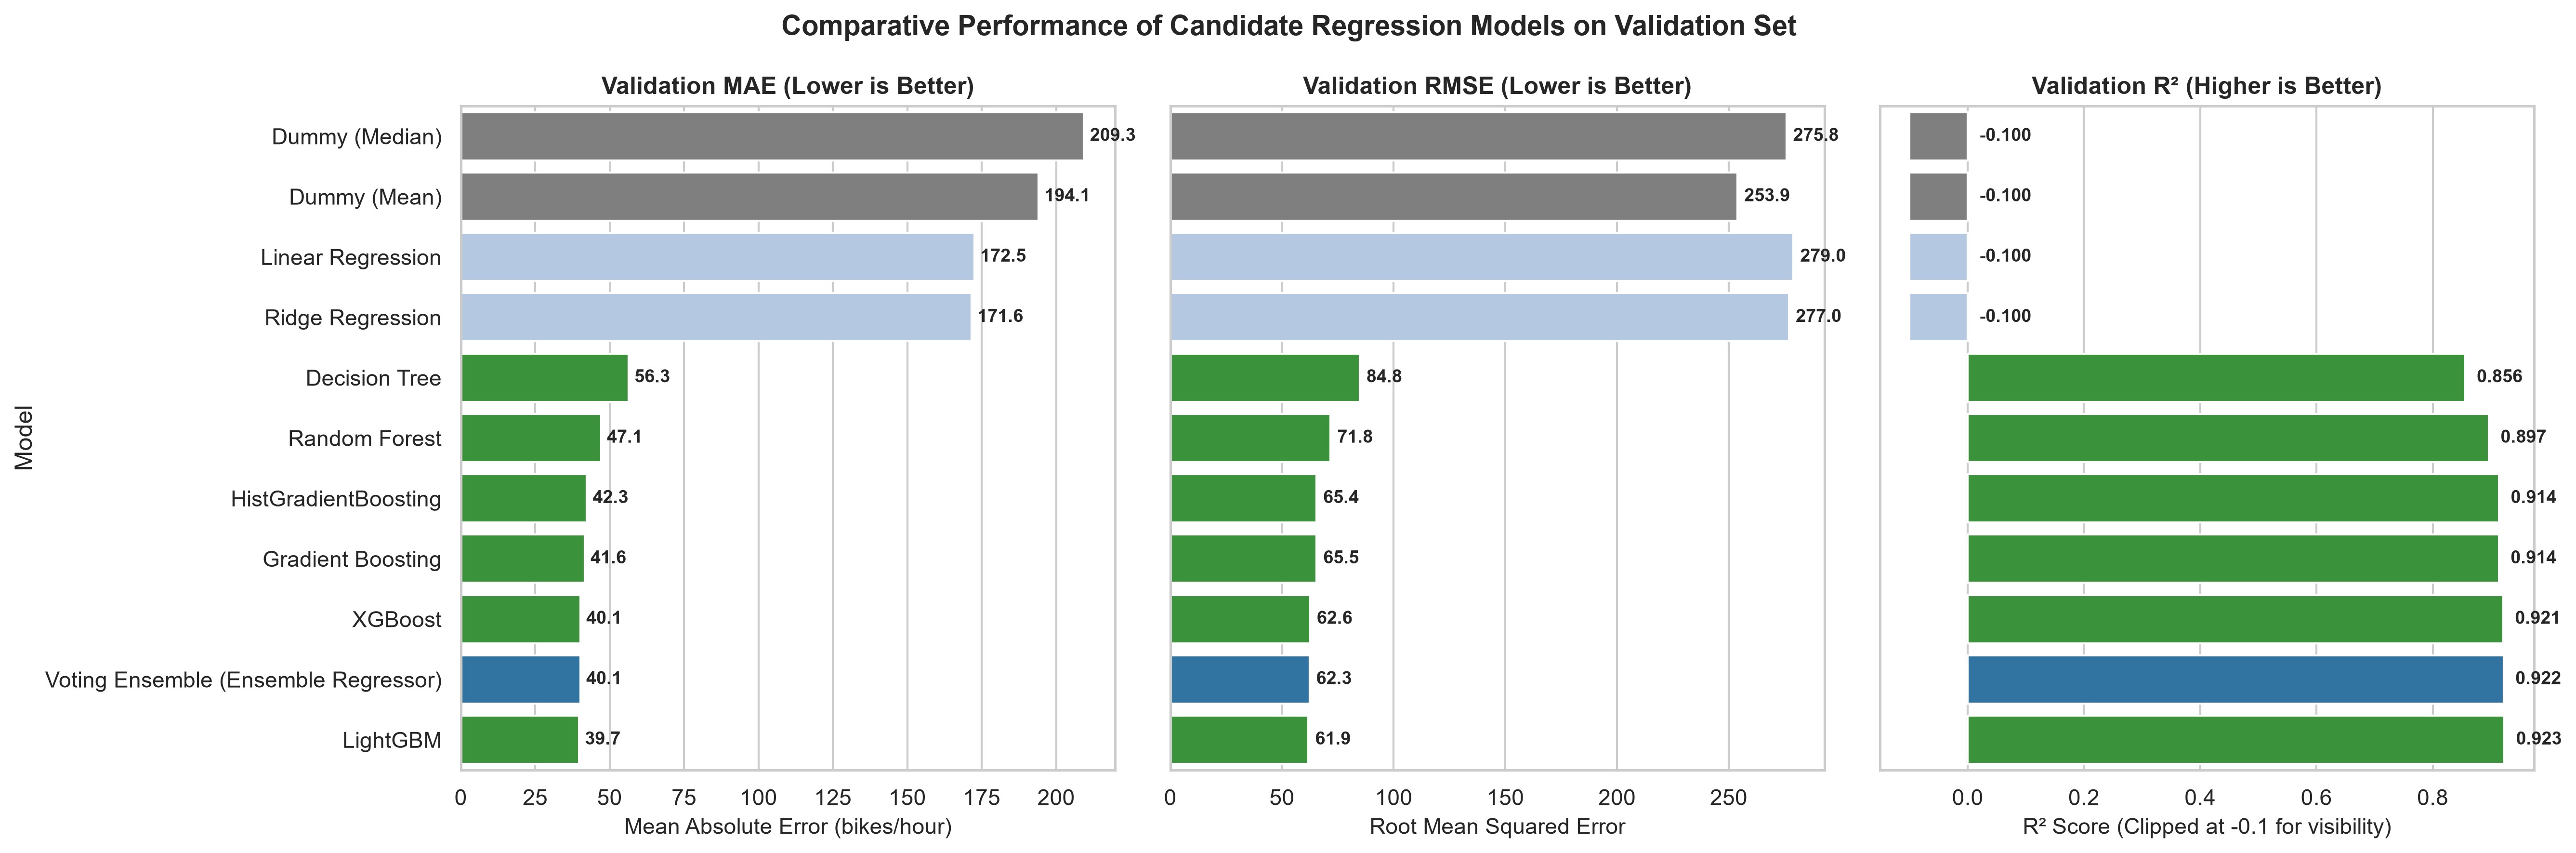 Comparative Performance of Candidate Regression Models on Validation Set
Validation MAE (Lower is Better)
Validation RMSE (Lower is Better)
Validation R² (Higher is Better)
Model
Dummy (Median)
209.3
275.8
-0.100
Dummy (Mean)
194.1
253.9
-0.100
Linear Regression
172.5
279.0
-0.100
Ridge Regression
171.6
277.0
-0.100
Decision Tree
56.3
84.8
0.856
Random Forest
47.1
71.8
0.897
HistGradientBoosting
42.3
65.4
0.914
Gradient Boosting
41.6
65.5
0.914
XGBoost
40.1
62.6
0.921
Voting Ensemble (Ensemble Regressor)
40.1
62.3
0.922
LightGBM
39.7
61.9
0.923
0 25 50 75 100 125 150 175 200
0 50 100 150 200 250
0.0 0.2 0.4 0.6 0.8
Mean Absolute Error (bikes/hour)
Root Mean Squared Error
R² Score (Clipped at -0.1 for visibility)